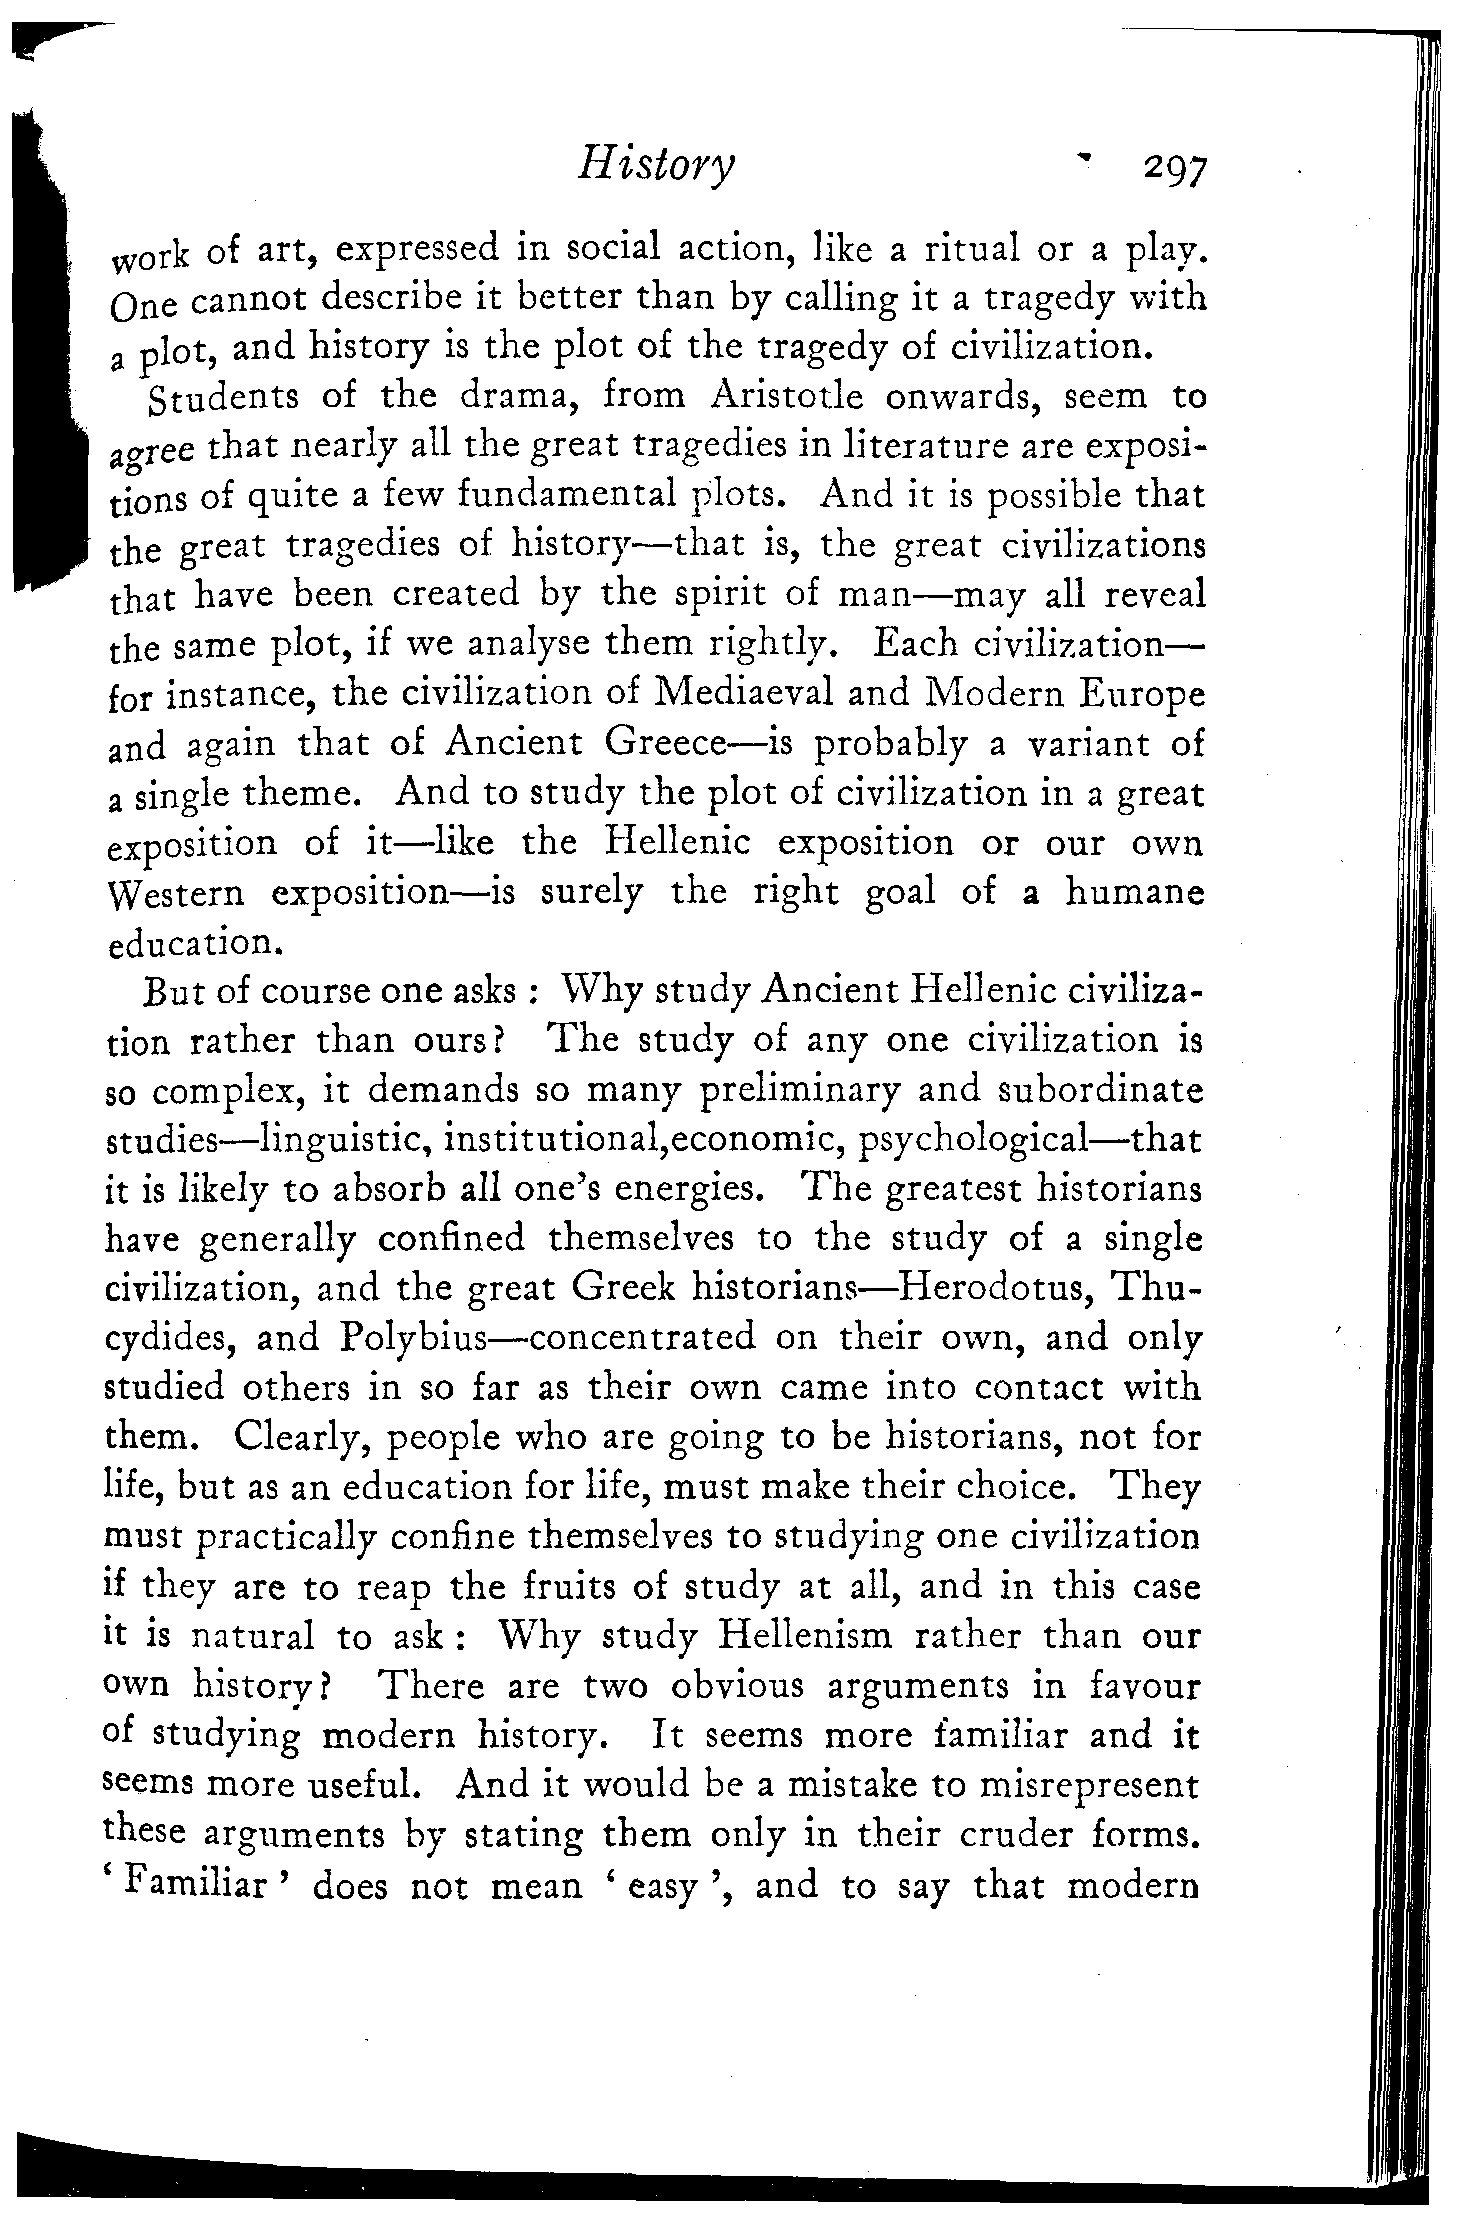 History 297
work of art, expressed in social action, like a ritual or a play.
One cannot describe it better than by calling it a tragedy with
a plot, and history is the plot of the tragedy of civilization.
Students of the drama, from Aristotle onwards, seem to
agree that nearly all the great tragedies in literature are exposi-
tions of quite a few fundamental plots. And it is possible that
the great tragedies of history—that is, the great civilizations
that have been created by the spirit of man—may all reveal
the same plot, if we analyse them rightly. Each civilization—
for instance, the civilization of Mediaeval and Modern Europe
and again that of Ancient Greece—is probably a variant of
a single theme. And to study the plot of civilization in a great
exposition of it—like the Hellenic exposition or our own
Western exposition—is surely the right goal of a humane
education.
But of course one asks : Why study Ancient Hellenic civiliza-
tion rather than ours? The study of any one civilization is
so complex, it demands so many preliminary and subordinate
studies—linguistic, institutional,economic, psychological—that
it is likely to absorb all one's energies. The greatest historians
have generally confined themselves to the study of a single
civilization, and the great Greek historians—Herodotus, Thu-
cydides, and Polybius—concentrated on their own, and only
studied others in so far as their own came into contact with
them. Clearly, people who are going to be historians, not for
life, but as an education for life, must make their choice. They
must practically confine themselves to studying one civilization
if they are to reap the fruits of study at all, and in this case
it is natural to ask : Why study Hellenism rather than our
own history? There are two obvious arguments in favour
of studying modern history. It seems more familiar and it
seems more useful. And it would be a mistake to misrepresent
these arguments by stating them only in their cruder forms.
‘ Familiar ’ does not mean ‘ easy ’, and to say that modern